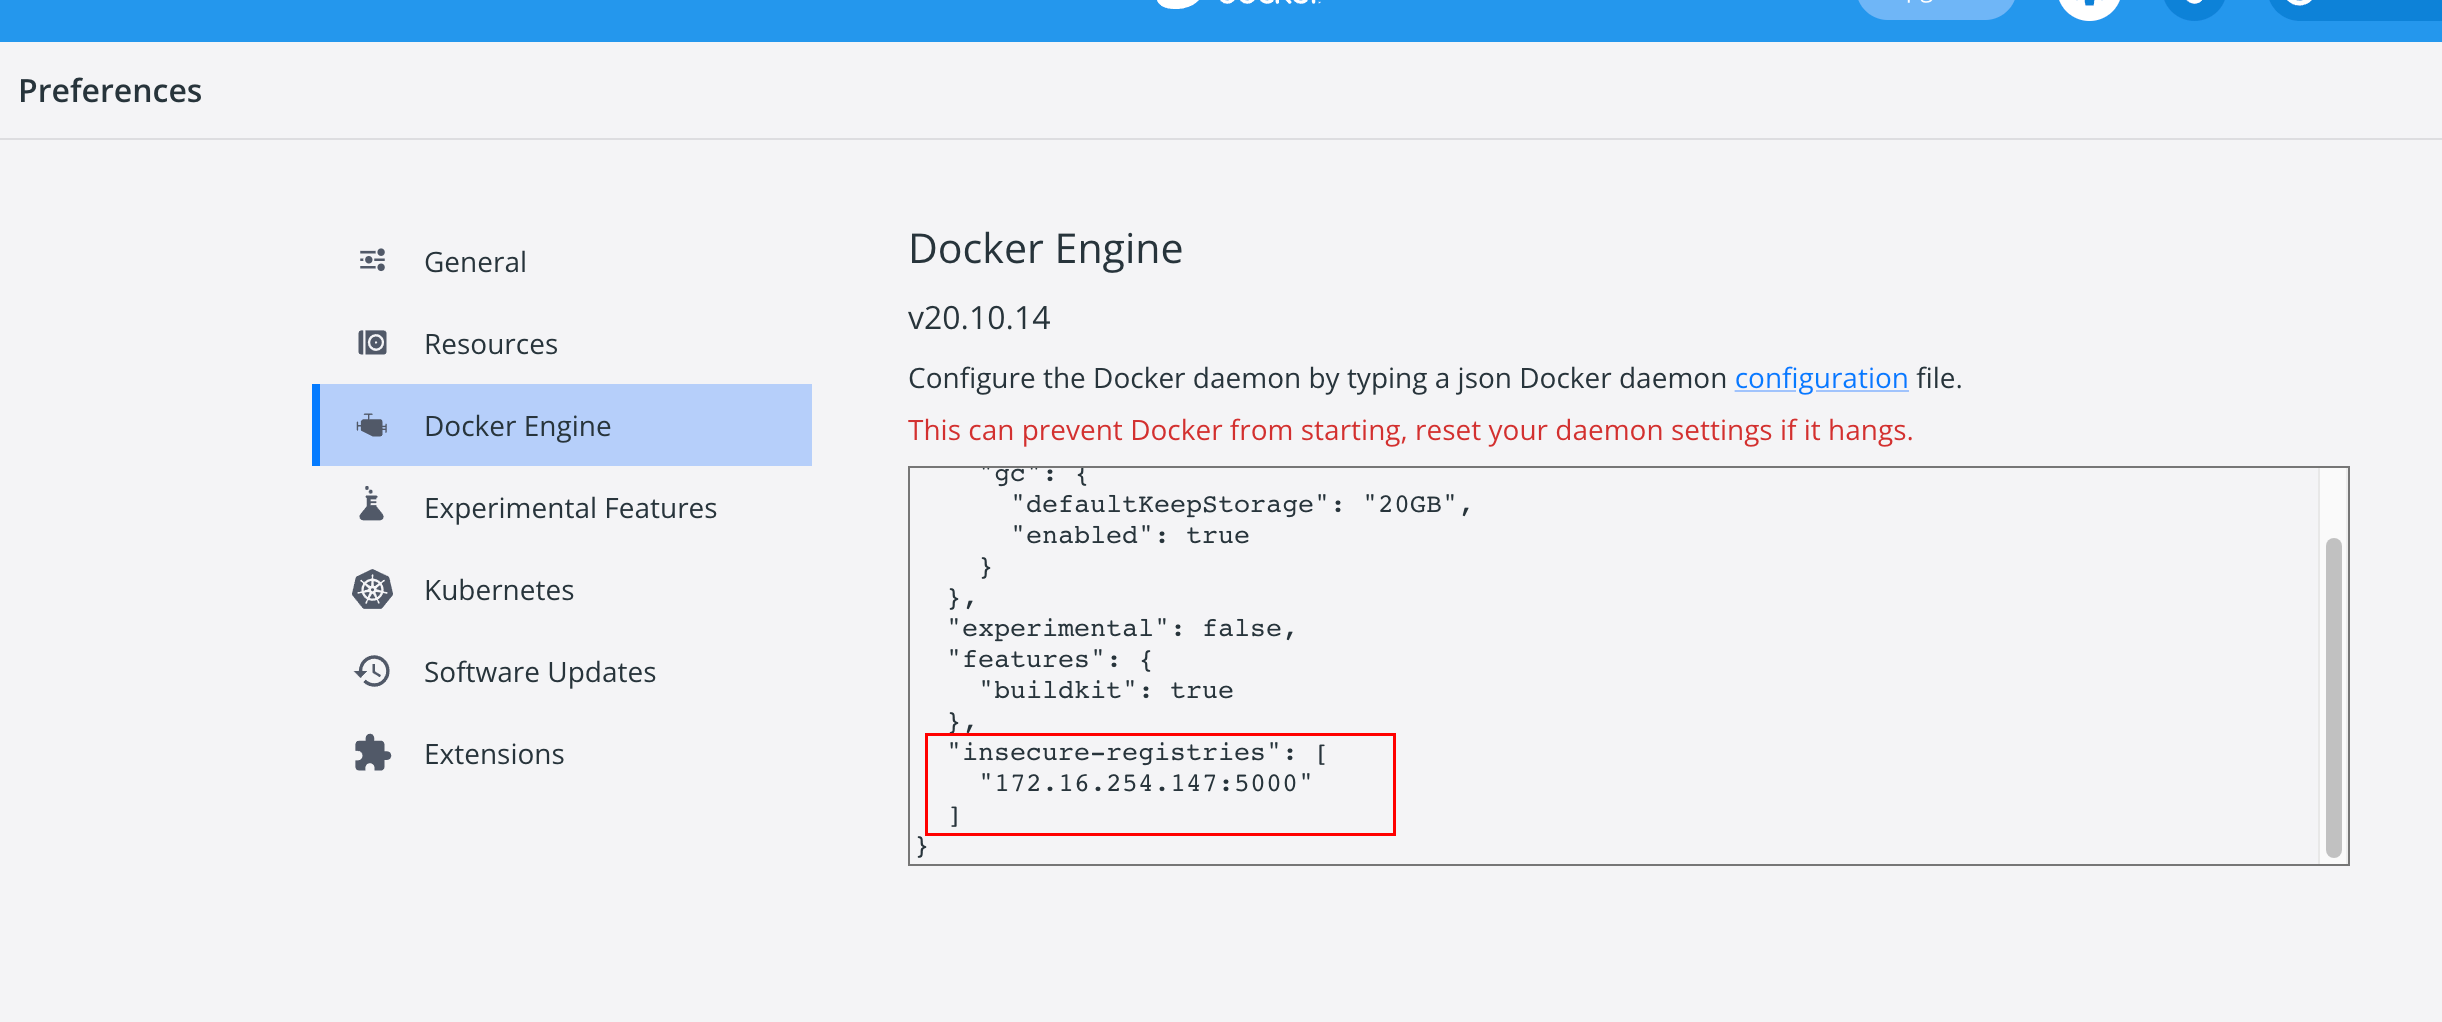 Preferences
General
Resources
Docker Engine
Experimental Features
Kubernetes
Software Updates
Extensions
Docker Engine
v20.10.14
Configure the Docker daemon by typing a json Docker daemon configuration file.
This can prevent Docker from starting, reset your daemon settings if it hangs.
"gc": {
"defaultKeepStorage": "20GB",
"enabled": true
}
},
"experimental": false,
"features": {
"buildkit": true
},
"insecure-registries": [
"172.16.254.147:5000"
]
}